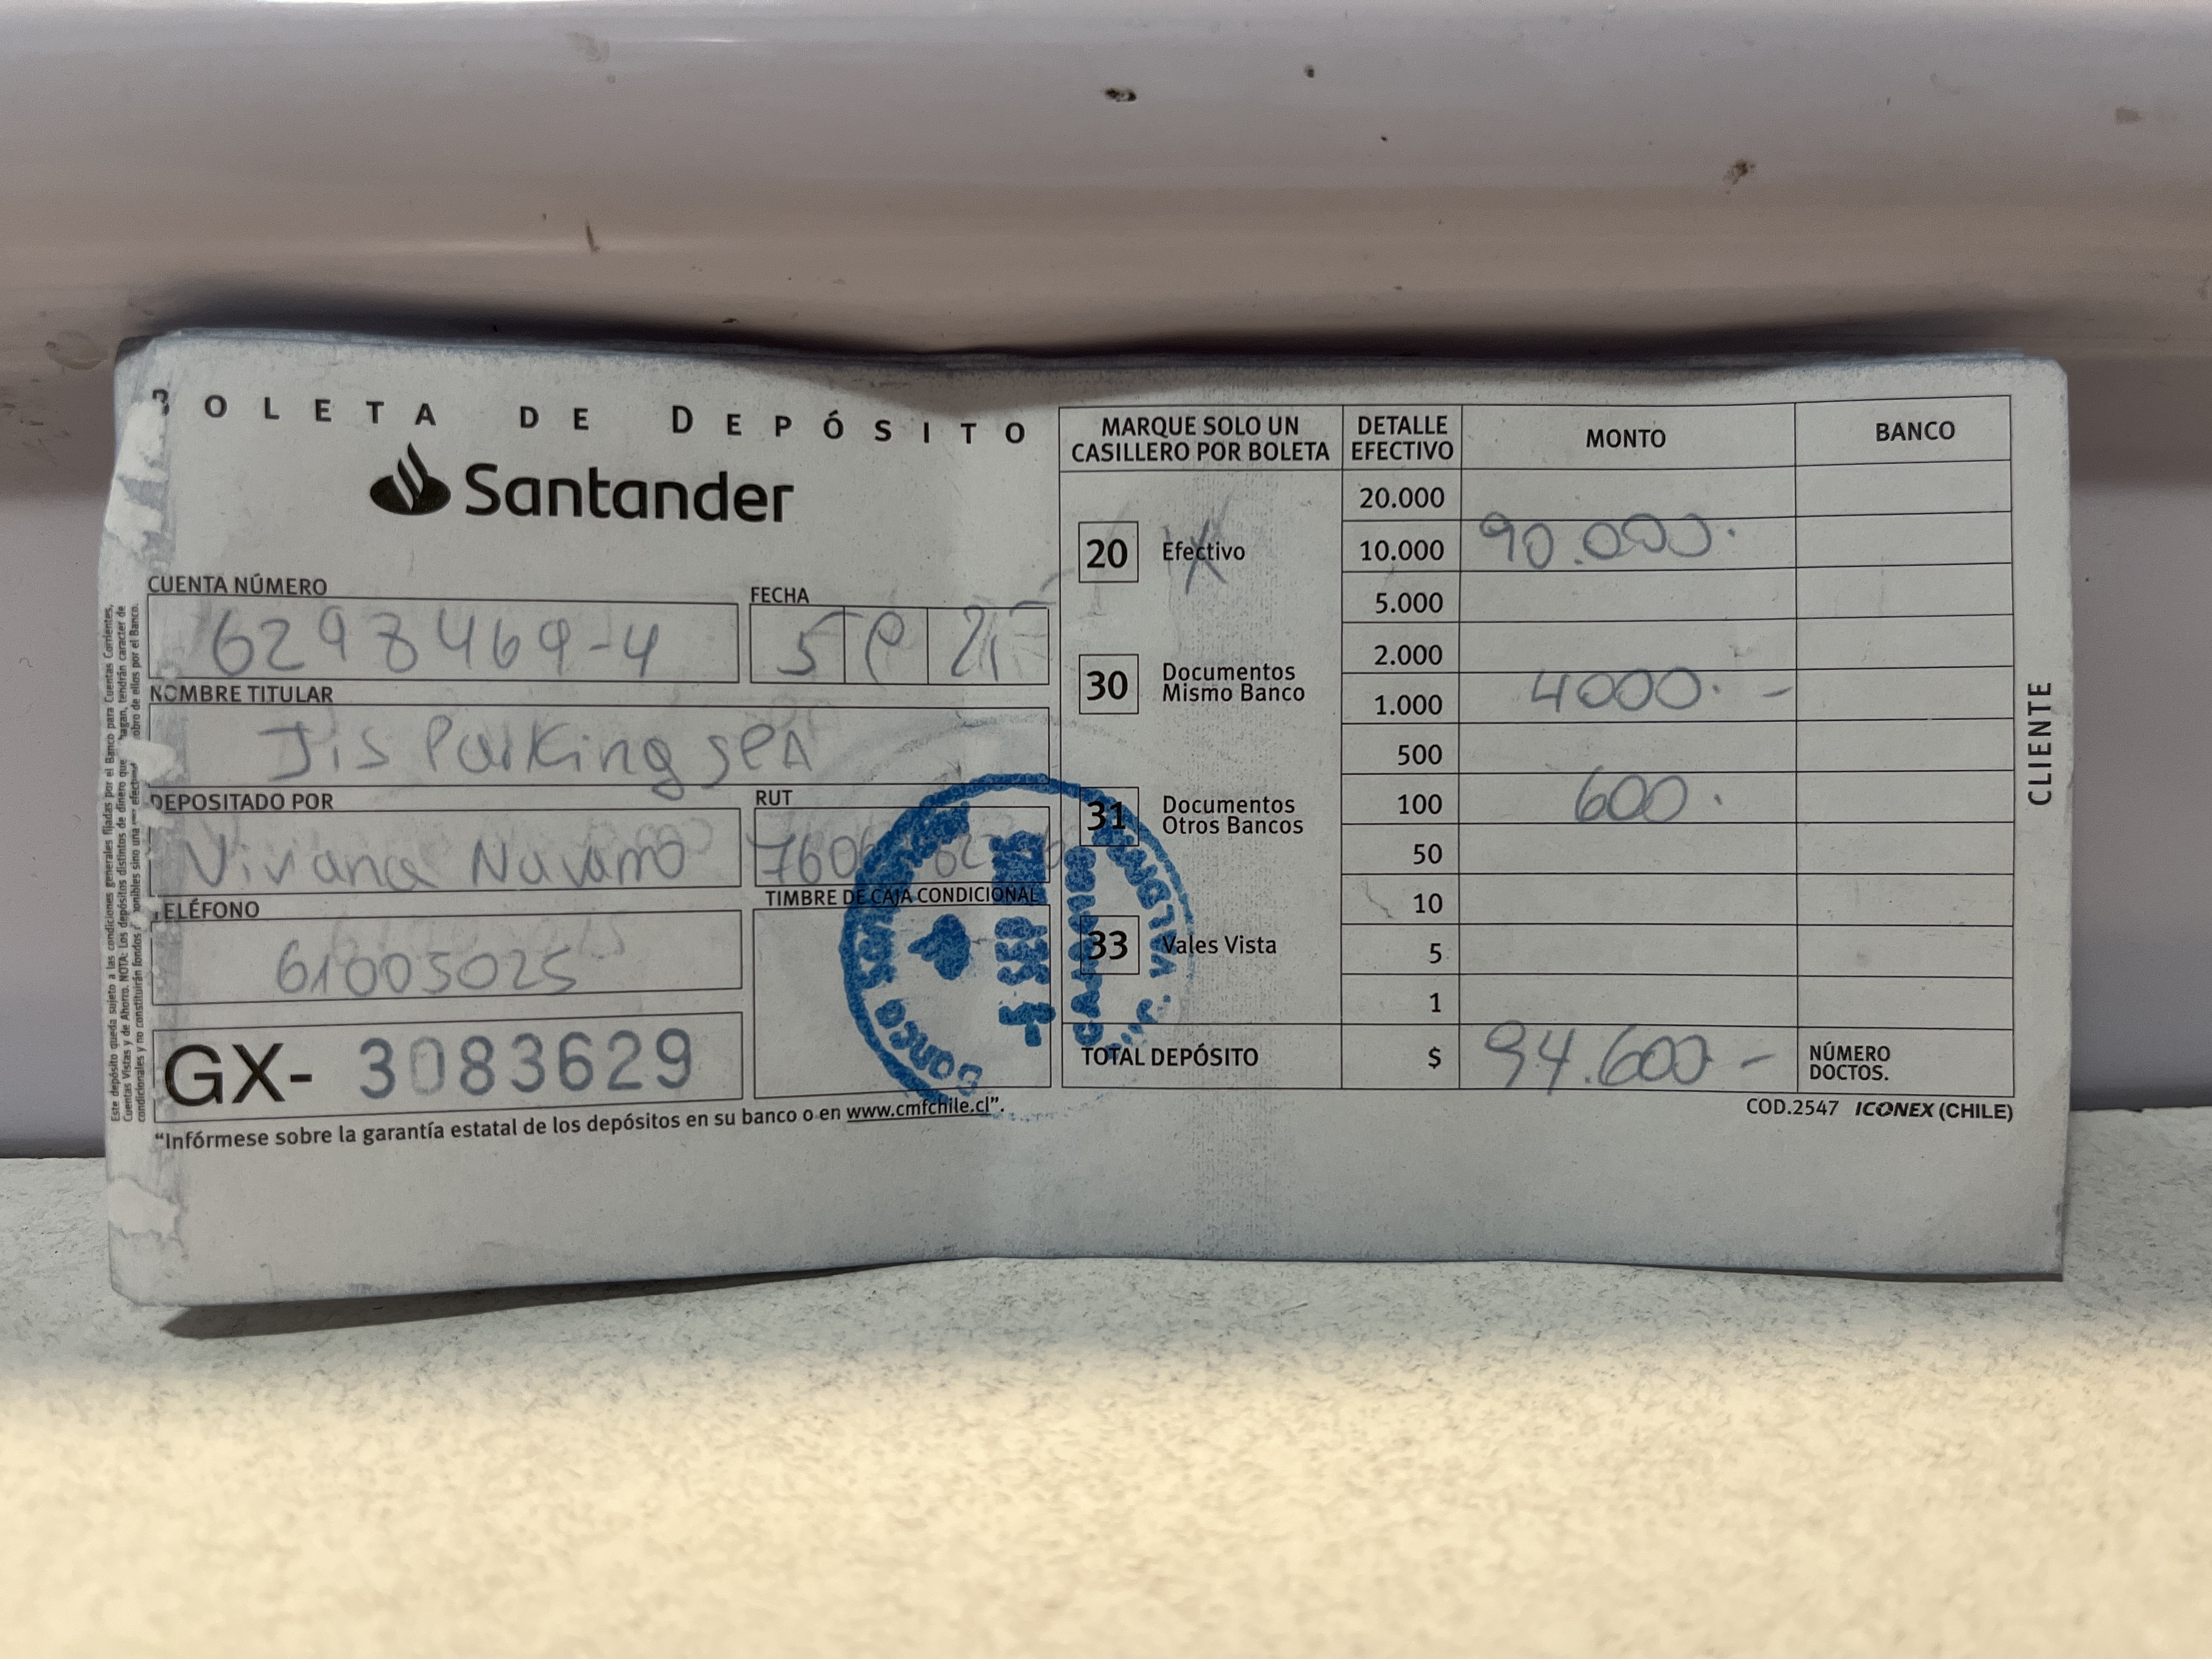 BOLETA DE DEPÓSITO
Santander
CUENTA NÚMERO
6298469-4
FECHA
5
NOMBRE TITULAR
Jis Parking SPA
DEPOSITADO POR
Viviana Navarro
RUT
TELÉFONO
61005025
TIMBRE DE CAJA CONDICIONAL
GX- 3083629
"Infórmese sobre la garantía estatal de los depósitos en su banco o en www.cmfchile.cl".
MARQUE SOLO UN CASILLERO POR BOLETA
20 Efectivo X
30 Documentos Mismo Banco
31 Documentos Otros Bancos
33 Vales Vista
DETALLE EFECTIVO MONTO BANCO
20.000
10.000 90.000.
5.000
2.000
1.000 4000. -
500
100 600.
50
10
5
1
TOTAL DEPÓSITO $ 94.600 -
NÚMERO DOCTOS.
COD.2547 ICONEX (CHILE)
CLIENTE
Banco
SEP